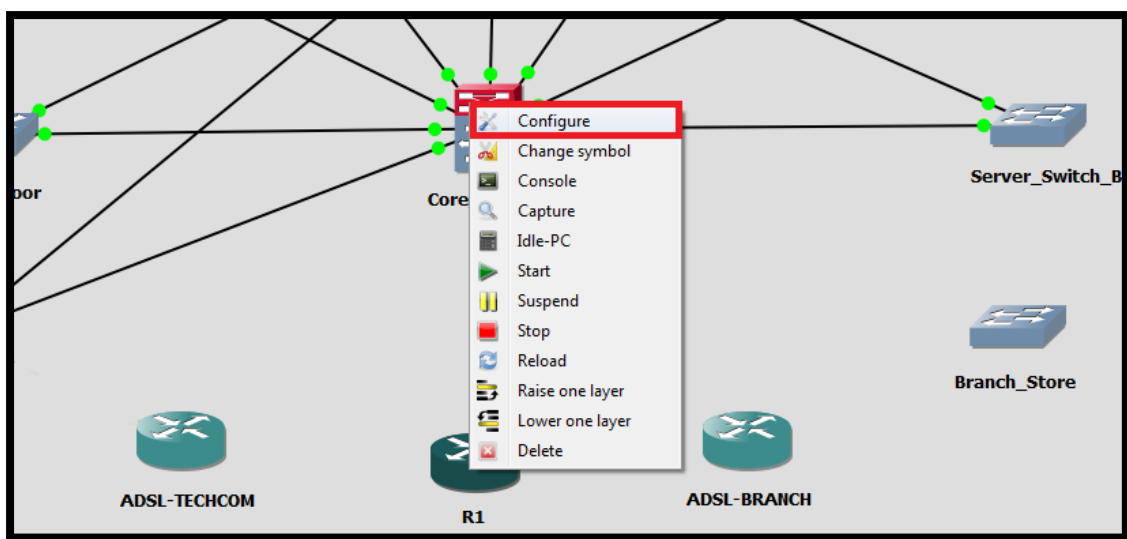 Configure
Change symbol
Console
Capture
Idle-PC
Start
Suspend
Stop
Reload
Raise one layer
Lower one layer
Delete
oor
Core
Server_Switch_B
Branch_Store
ADSL-TECHCOM
R1
ADSL-BRANCH